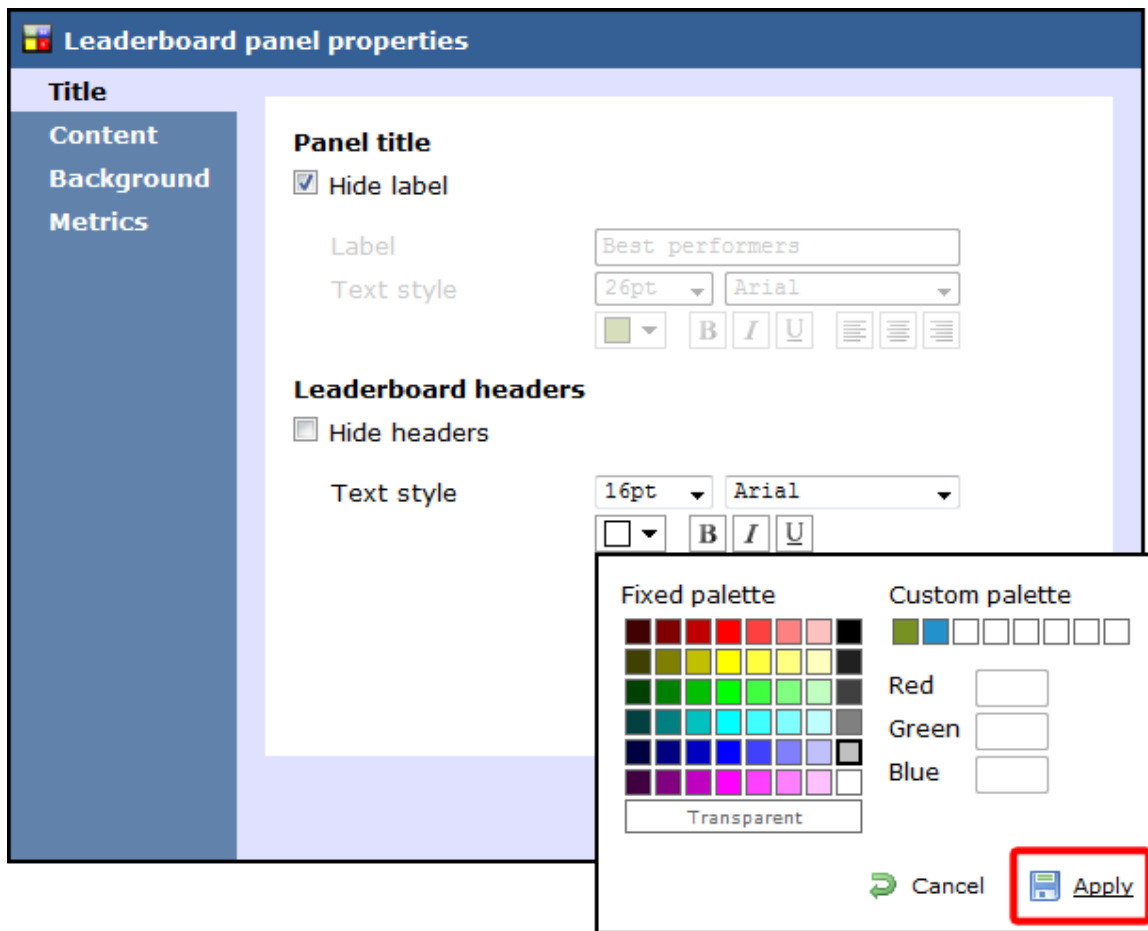 Leaderboard panel properties
Title
Content
Background
Metrics
Panel title
Hide label
Label Best performers
Text style 26pt Arial
B I U
Leaderboard headers
Hide headers
Text style 16pt Arial
B I U
Fixed palette Custom palette
Red
Green
Blue
Transparent
Cancel Apply